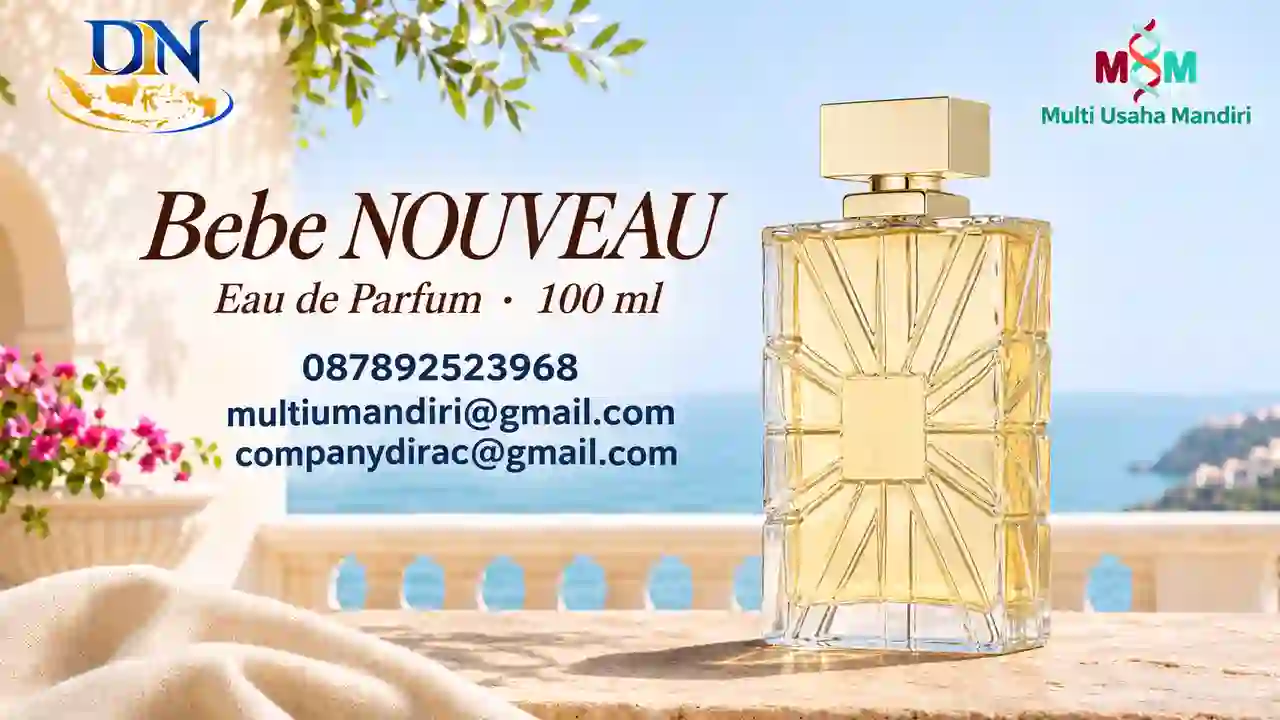 DN
MSM
Multi Usaha Mandiri
Bebe NOUVEAU
Eau de Parfum · 100 ml
087892523968
multiumandiri@gmail.com
companydirac@gmail.com